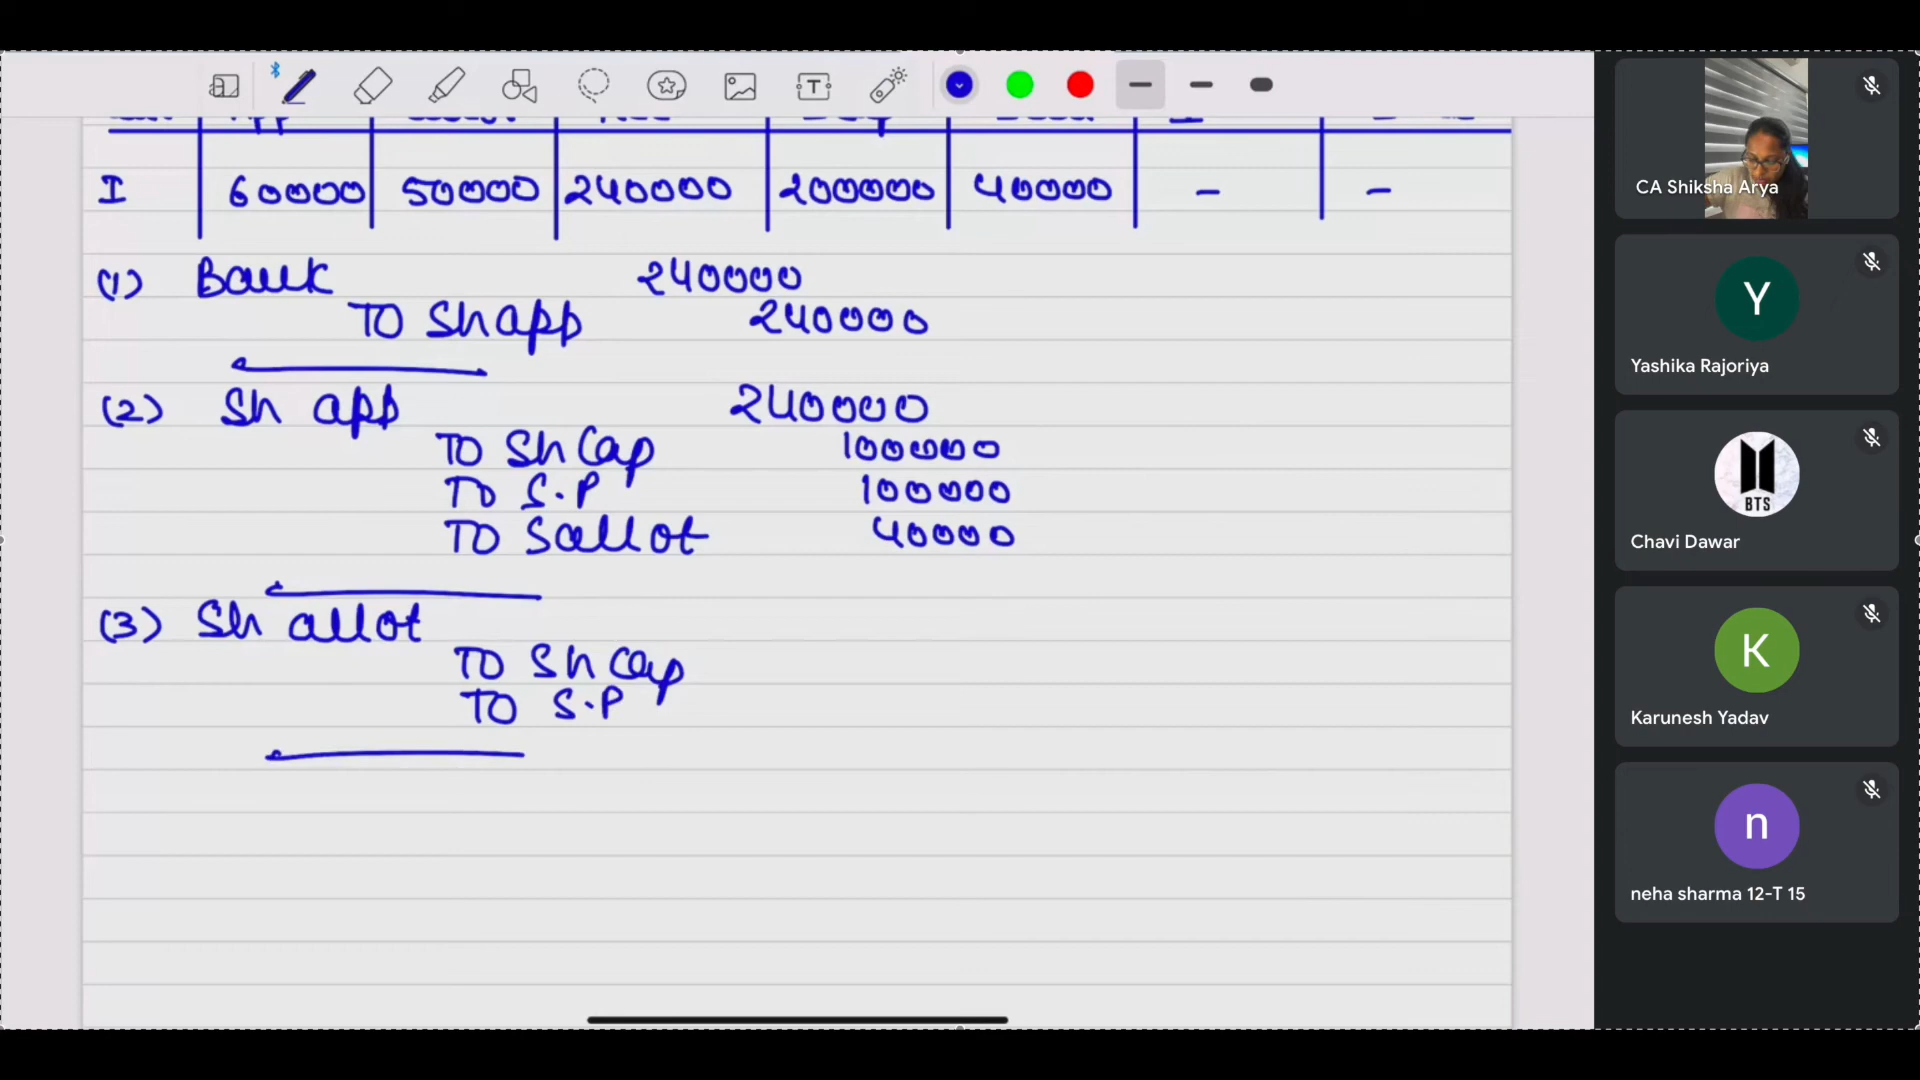 I 60000 50000 240000 200000 40000 - -
(1) Bank 240000
TO Sh app 240000
(2) Sh app 240000
TO Sh Cap 100000
TO S.P 100000
TO Sallot 40000
(3) Sh allot
TO Sh Cap
TO S.P
CA Shiksha Arya
Y
Yashika Rajoriya
BTS
Chavi Dawar
K
Karunesh Yadav
n
neha sharma 12-T 15